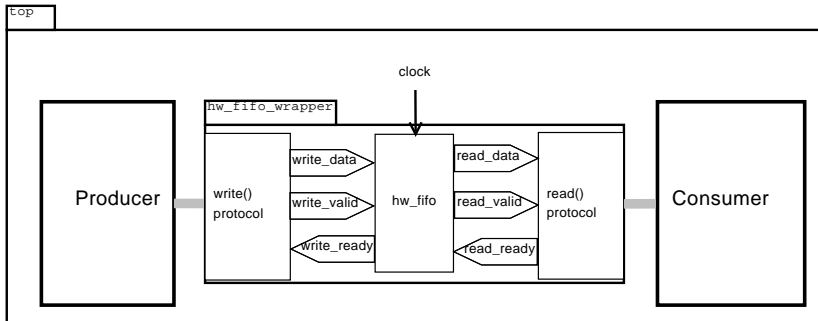 top
clock
hw_fifo_wrapper
Producer
write()
protocol
write_data
write_valid
write_ready
hw_fifo
read_data
read_valid
read_ready
read()
protocol
Consumer